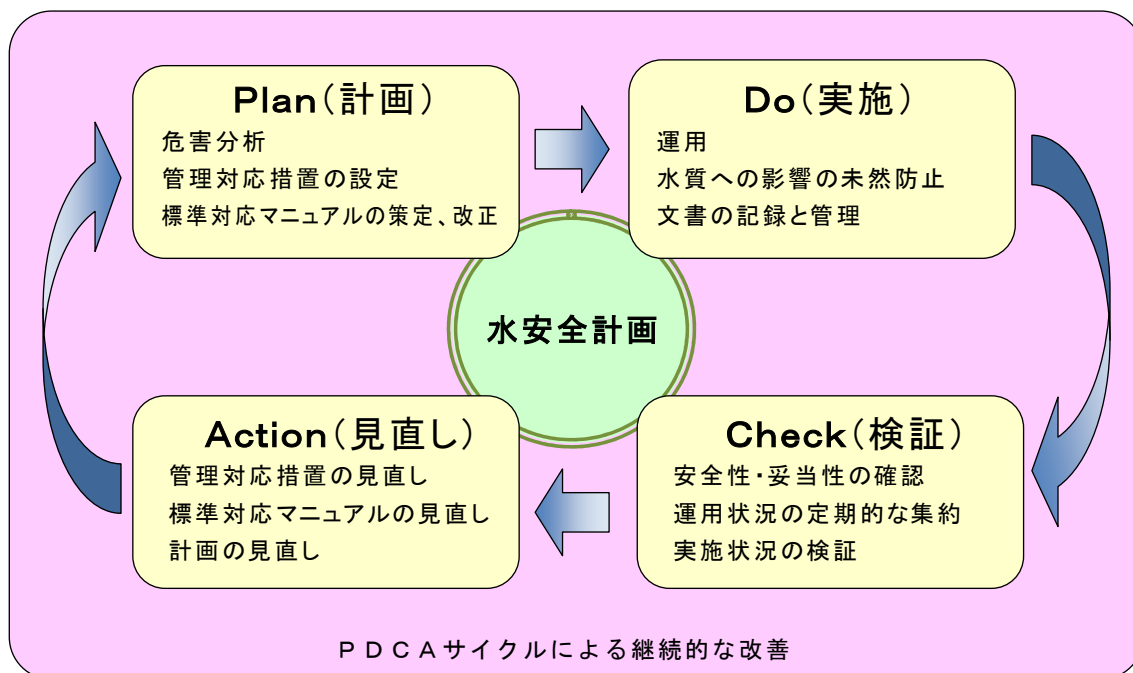 Plan(計画)
危害分析
管理対応措置の設定
標準対応マニュアルの策定、改正
Do(実施)
運用
水質への影響の未然防止
文書の記録と管理
水安全計画
Action(見直し)
管理対応措置の見直し
標準対応マニュアルの見直し
計画の見直し
Check(検証)
安全性・妥当性の確認
運用状況の定期的な集約
実施状況の検証
PDCAサイクルによる継続的な改善